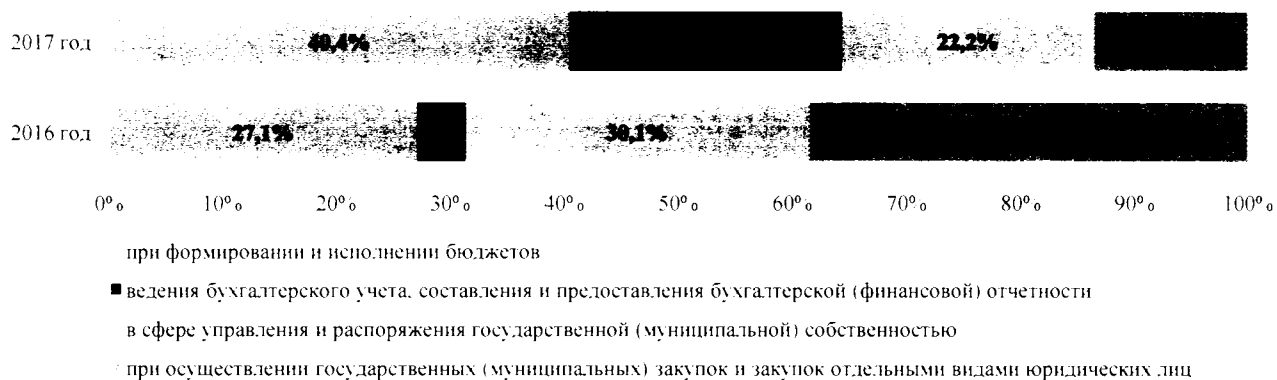 2017 год 40,4% 22,2%
2016 год 27,1% 30,1%
0% 10% 20% 30% 40% 50% 60% 70% 80% 90% 100%
при формировании и исполнении бюджетов
ведения бухгалтерского учета, составления и предоставления бухгалтерской (финансовой) отчетности
в сфере управления и распоряжения государственной (муниципальной) собственностью
при осуществлении государственных (муниципальных) закупок и закупок отдельными видами юридических лиц